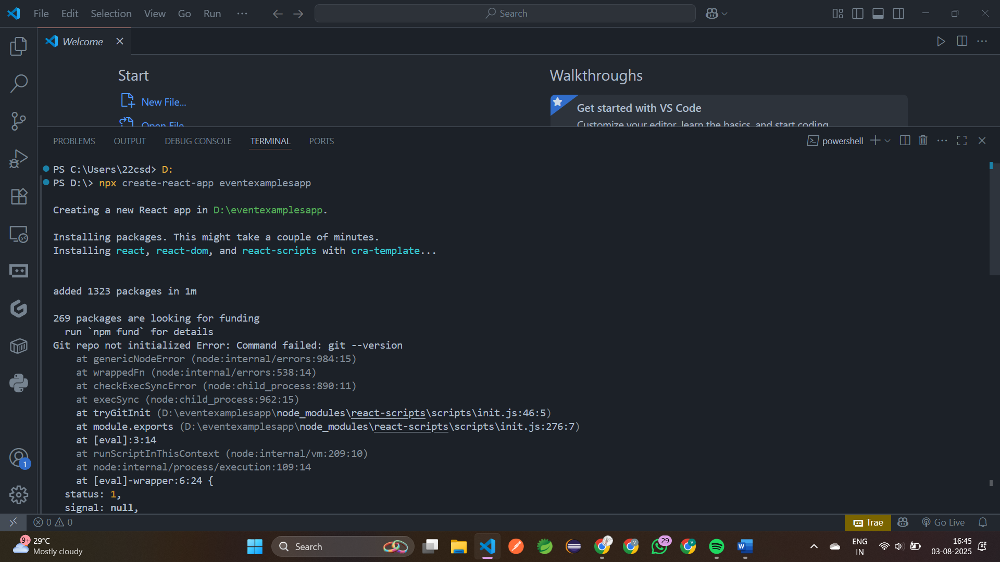 File Edit Selection View Go Run ··· Search
Welcome
Start
New File...
Open File
Walkthroughs
Get started with VS Code
Customize your editor, learn the basics, and start coding
PROBLEMS OUTPUT DEBUG CONSOLE TERMINAL PORTS
powershell
PS C:\Users\22csd> D:
PS D:\> npx create-react-app eventexamplesapp
Creating a new React app in D:\eventexamplesapp.
Installing packages. This might take a couple of minutes.
Installing react, react-dom, and react-scripts with cra-template...
added 1323 packages in 1m
269 packages are looking for funding
run `npm fund` for details
Git repo not initialized Error: Command failed: git --version
at genericNodeError (node:internal/errors:984:15)
at wrappedFn (node:internal/errors:538:14)
at checkExecSyncError (node:child_process:890:11)
at execSync (node:child_process:962:15)
at tryGitInit (D:\eventexamplesapp\node_modules\react-scripts\scripts\init.js:46:5)
at module.exports (D:\eventexamplesapp\node_modules\react-scripts\scripts\init.js:276:7)
at [eval]:3:14
at runScriptInThisContext (node:internal/vm:209:10)
at node:internal/process/execution:109:14
at [eval]-wrapper:6:24 {
status: 1,
signal: null,
1
0 0
Trae
Go Live
9+
29°C
Mostly cloudy
Search
29
ENG
IN
16:45
03-08-2025